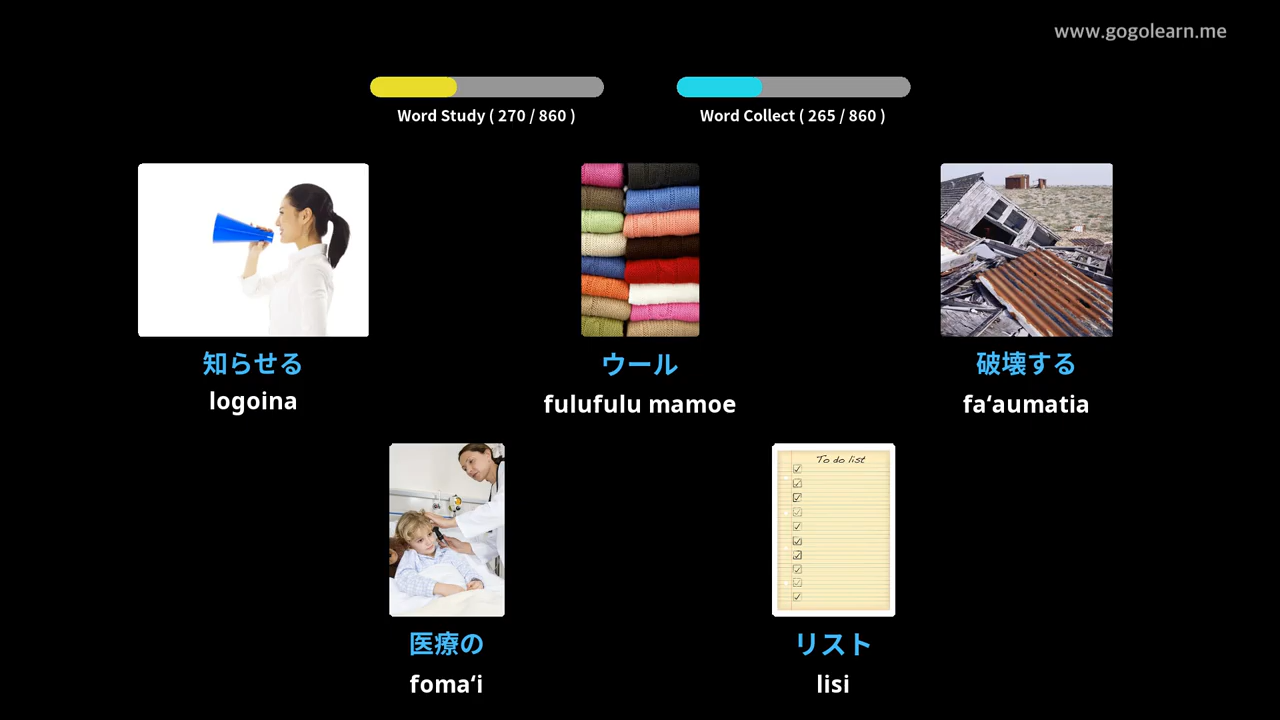 www.gogolearn.me
Word Study ( 270 / 860 )
Word Collect ( 265 / 860 )
知らせる
logoina
ウール
fulufulu mamoe
破壊する
fa‘aumatia
To do list
医療の
foma‘i
リスト
lisi